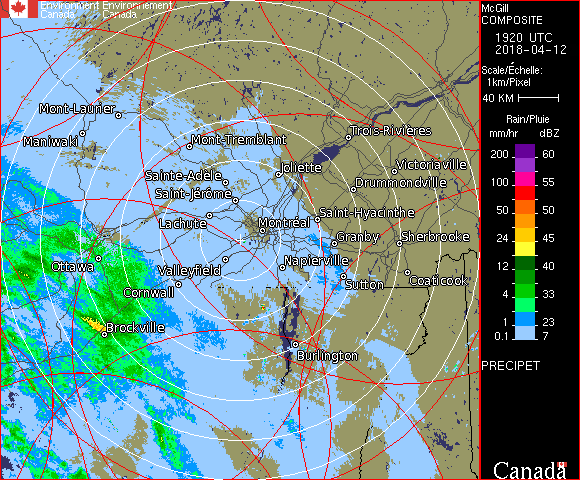 Environment Environnement
Canada Canada
Mont-Laurier
Maniwaki
Mont-Tremblant
Trois-Rivières
Sainte-Adèle
Joliette
Victoriaville
Saint-Jérôme
Drummondville
Lachute
Montréal
Saint-Hyacinthe
Granby
Sherbrooke
Ottawa
Valleyfield
Napierville
Cornwall
Sutton
Coaticook
Brockville
Burlington
McGill
COMPOSITE
1920 UTC
2018-04-12
Scale/Échelle:
1km/Pixel
40 KM
Rain/Pluie
mm/hr dBZ
200 60
100 55
50 50
24 45
12 40
4 33
1 23
0.1 7
PRECIPET
Canada